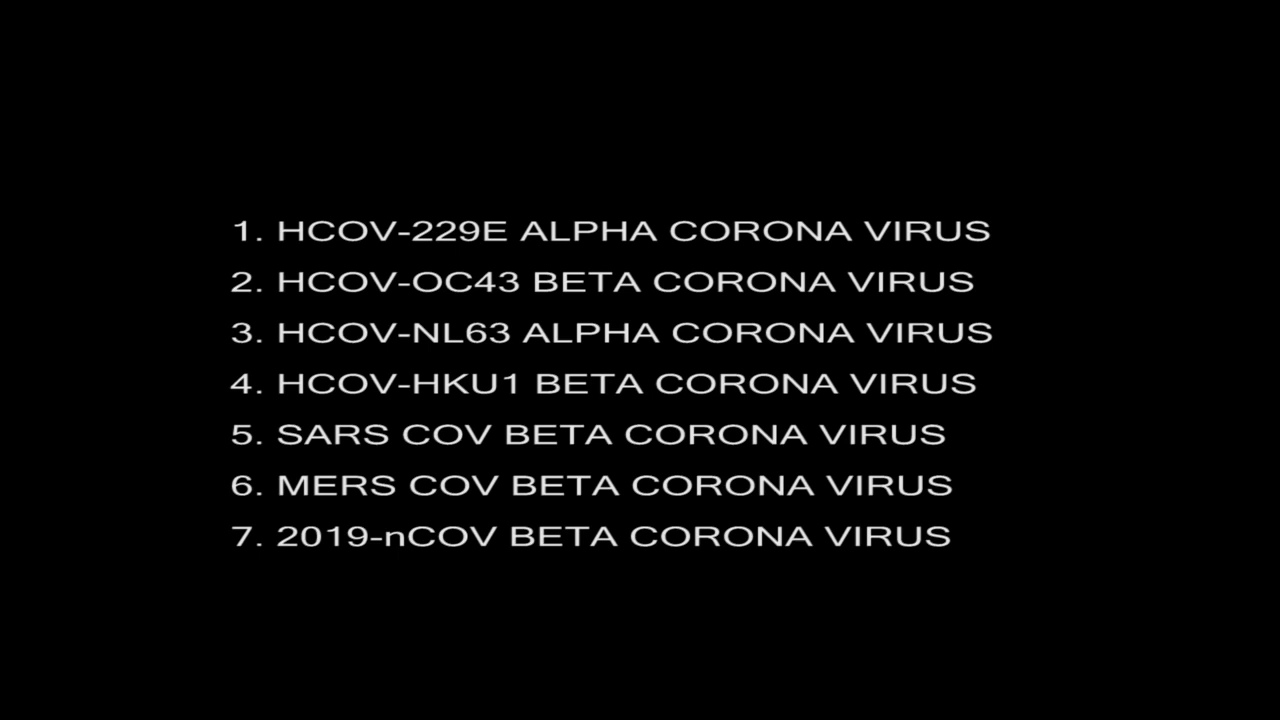 1. HCOV-229E ALPHA CORONA VIRUS
2. HCOV-OC43 BETA CORONA VIRUS
3. HCOV-NL63 ALPHA CORONA VIRUS
4. HCOV-HKU1 BETA CORONA VIRUS
5. SARS COV BETA CORONA VIRUS
6. MERS COV BETA CORONA VIRUS
7. 2019-nCOV BETA CORONA VIRUS